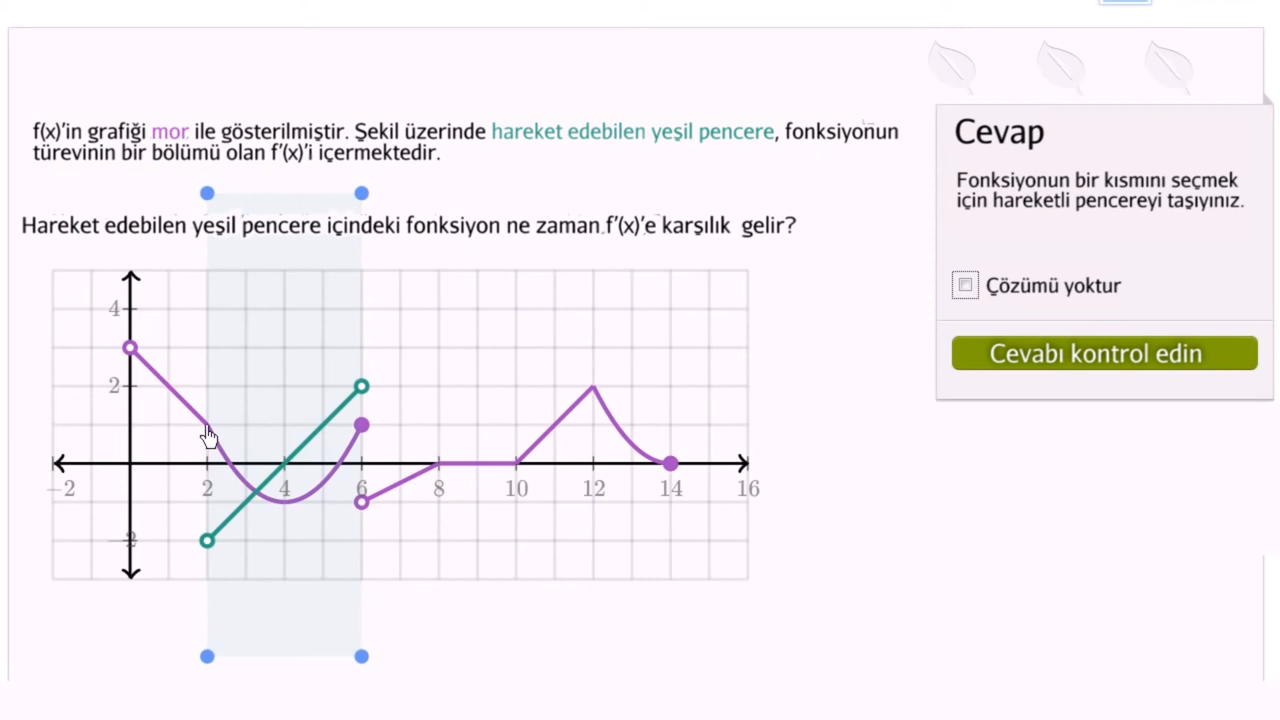 f(x)'in grafiği mor ile gösterilmiştir. Şekil üzerinde hareket edebilen yeşil pencere, fonksiyonun
türevinin bir bölümü olan f'(x)'i içermektedir.
Hareket edebilen yeşil pencere içindeki fonksiyon ne zaman f'(x)'e karşılık gelir?
4
2
-2
-2 2 4 6 8 10 12 14 16
Cevap
Fonksiyonun bir kısmını seçmek
için hareketli pencereyi taşıyınız.
Çözümü yoktur
Cevabı kontrol edin